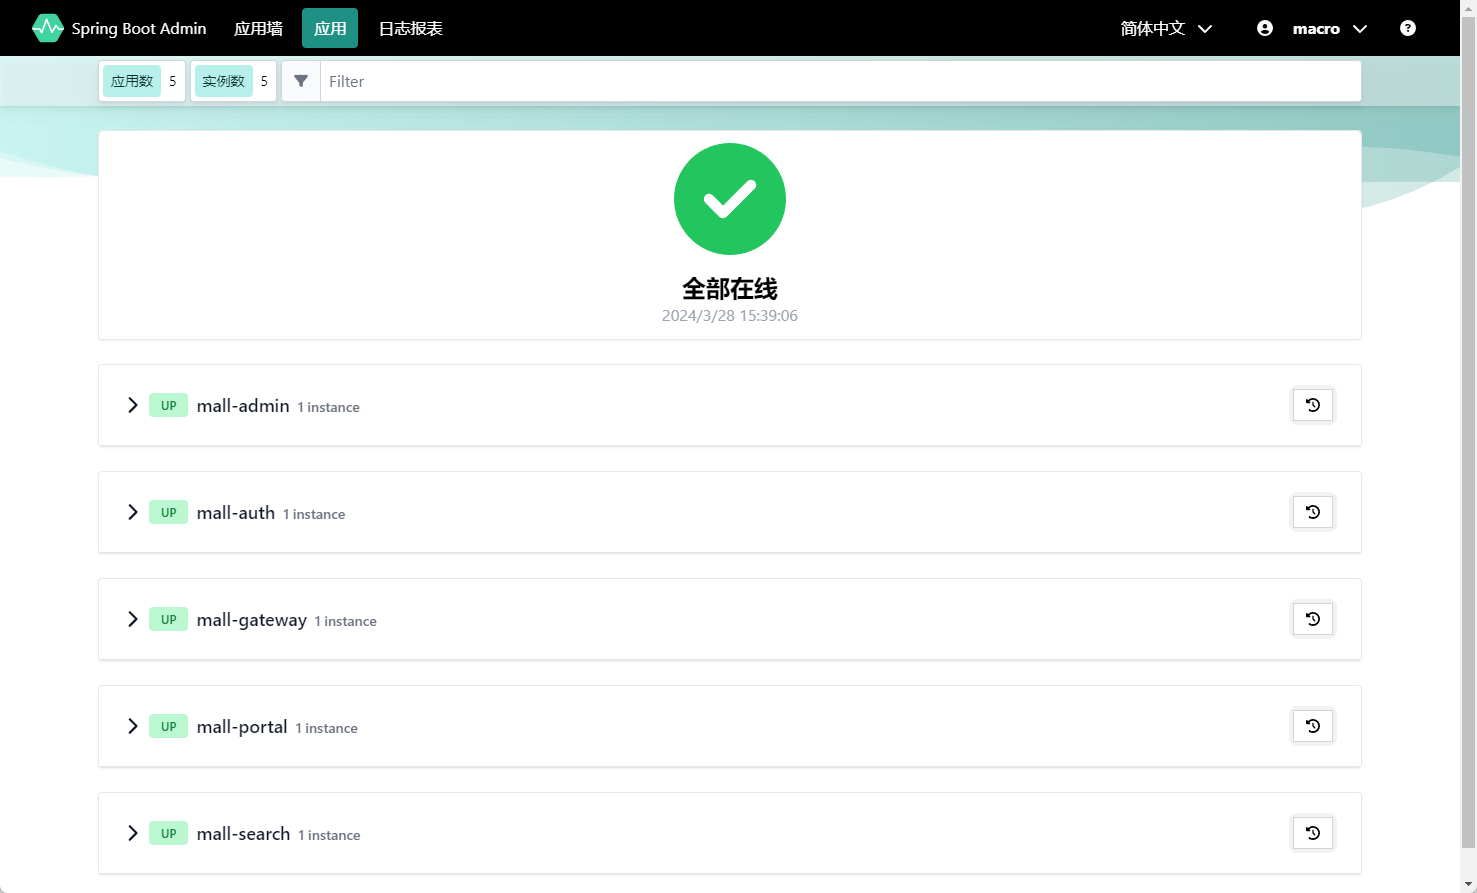 Spring Boot Admin 应用墙 应用 日志报表 简体中文 macro
应用数 5 实例数 5 Filter
全部在线
2024/3/28 15:39:06
UP mall-admin 1 instance
UP mall-auth 1 instance
UP mall-gateway 1 instance
UP mall-portal 1 instance
UP mall-search 1 instance